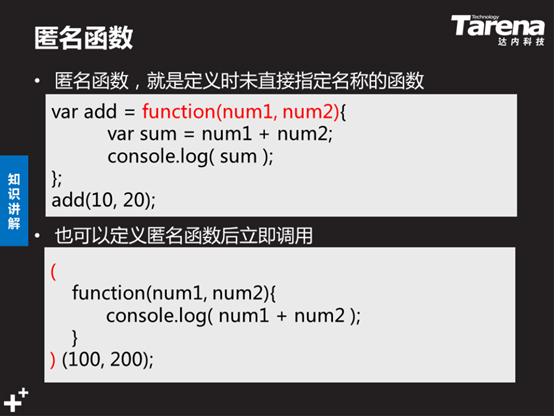 匿名函数
Technology
Tarena
达内科技
• 匿名函数，就是定义时未直接指定名称的函数
var add = function(num1, num2){
var sum = num1 + num2;
console.log( sum );
};
add(10, 20);
知识讲解
• 也可以定义匿名函数后立即调用
(
function(num1, num2){
console.log( num1 + num2 );
}
) (100, 200);